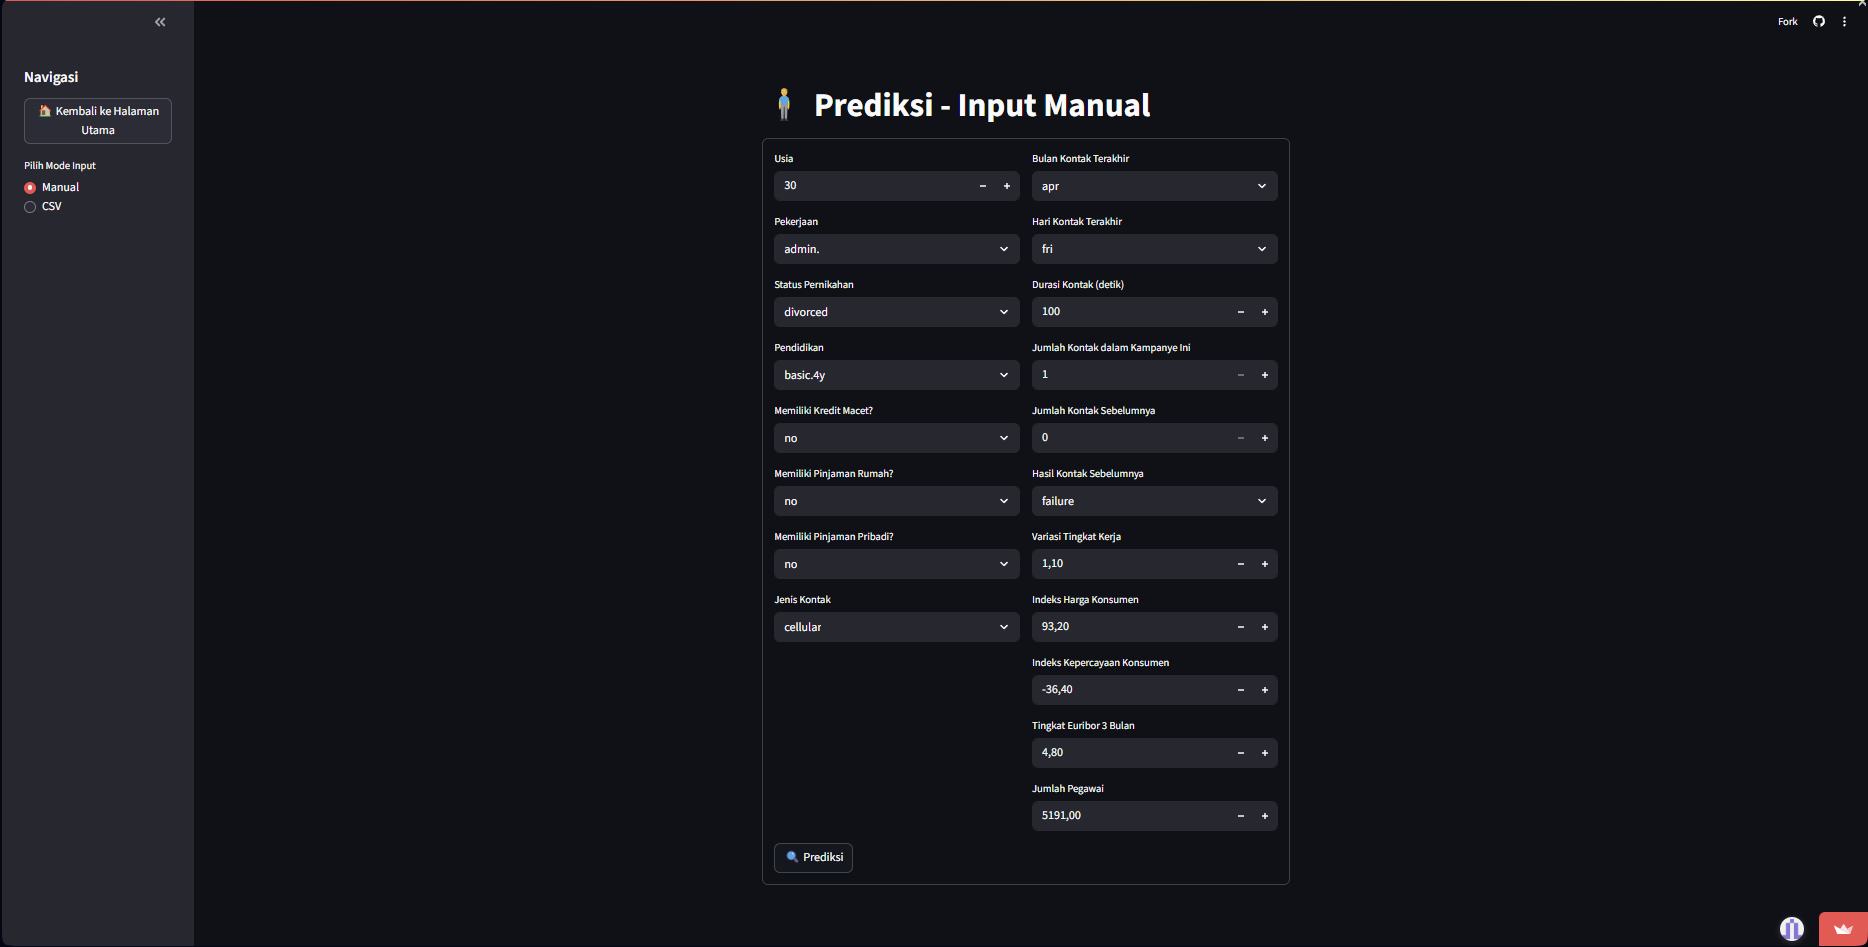 Fork
Navigasi
Kembali ke Halaman
Utama
Pilih Mode Input
Manual
CSV
Prediksi - Input Manual
Usia
30
Pekerjaan
admin.
Status Pernikahan
divorced
Pendidikan
basic.4y
Memiliki Kredit Macet?
no
Memiliki Pinjaman Rumah?
no
Memiliki Pinjaman Pribadi?
no
Jenis Kontak
cellular
Bulan Kontak Terakhir
apr
Hari Kontak Terakhir
fri
Durasi Kontak (detik)
100
Jumlah Kontak dalam Kampanye Ini
1
Jumlah Kontak Sebelumnya
0
Hasil Kontak Sebelumnya
failure
Variasi Tingkat Kerja
1,10
Indeks Harga Konsumen
93,20
Indeks Kepercayaan Konsumen
-36,40
Tingkat Euribor 3 Bulan
4,80
Jumlah Pegawai
5191,00
Prediksi